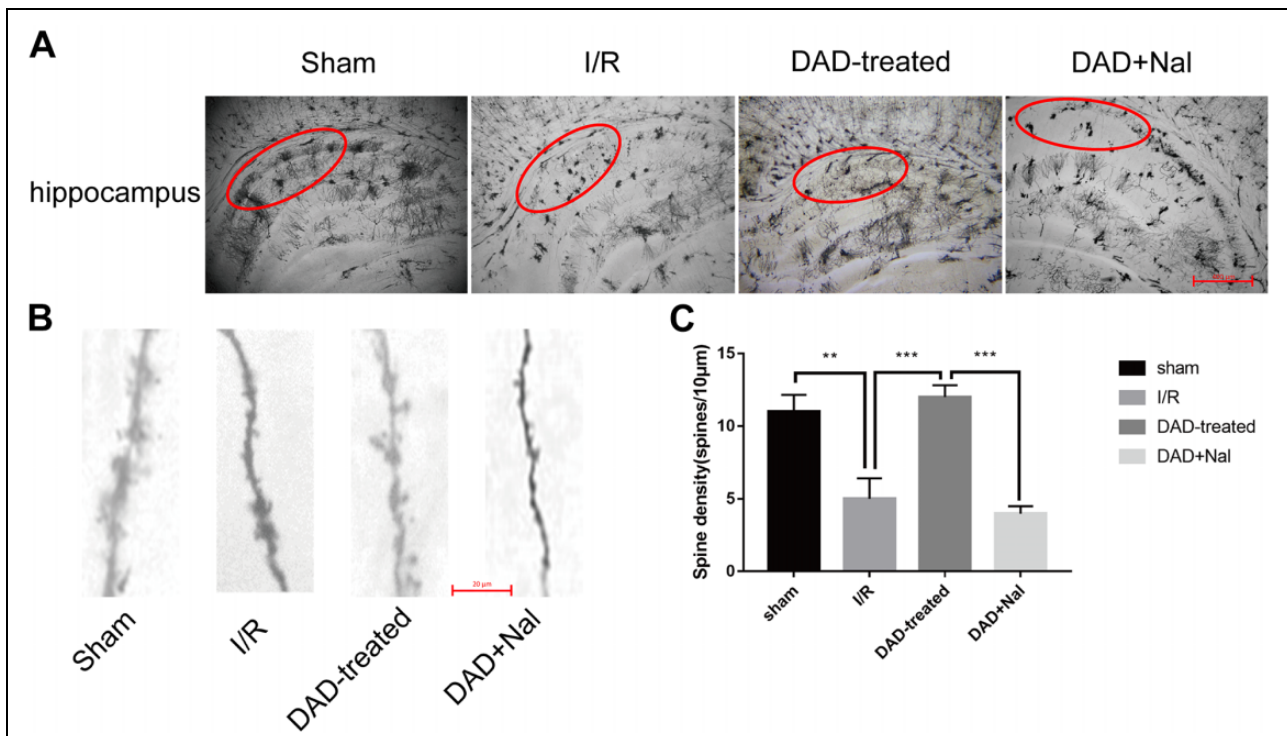 A
Sham I/R DAD-treated DAD+Nal
hippocampus
B
20 μm
Sham I/R DAD-treated DAD+Nal
C
Spine density(spines/10μm)
15
10
5
0
** *** ***
sham I/R DAD-treated DAD+Nal
sham
I/R
DAD-treated
DAD+Nal